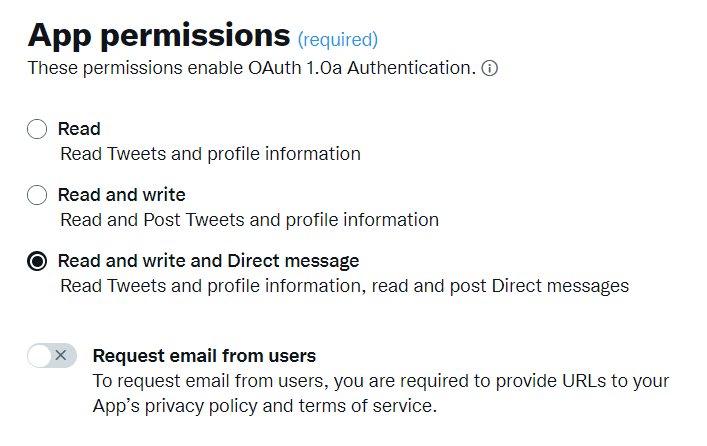 App permissions (required)
These permissions enable OAuth 1.0a Authentication.
Read
Read Tweets and profile information
Read and write
Read and Post Tweets and profile information
Read and write and Direct message
Read Tweets and profile information, read and post Direct messages
Request email from users
To request email from users, you are required to provide URLs to your
App’s privacy policy and terms of service.